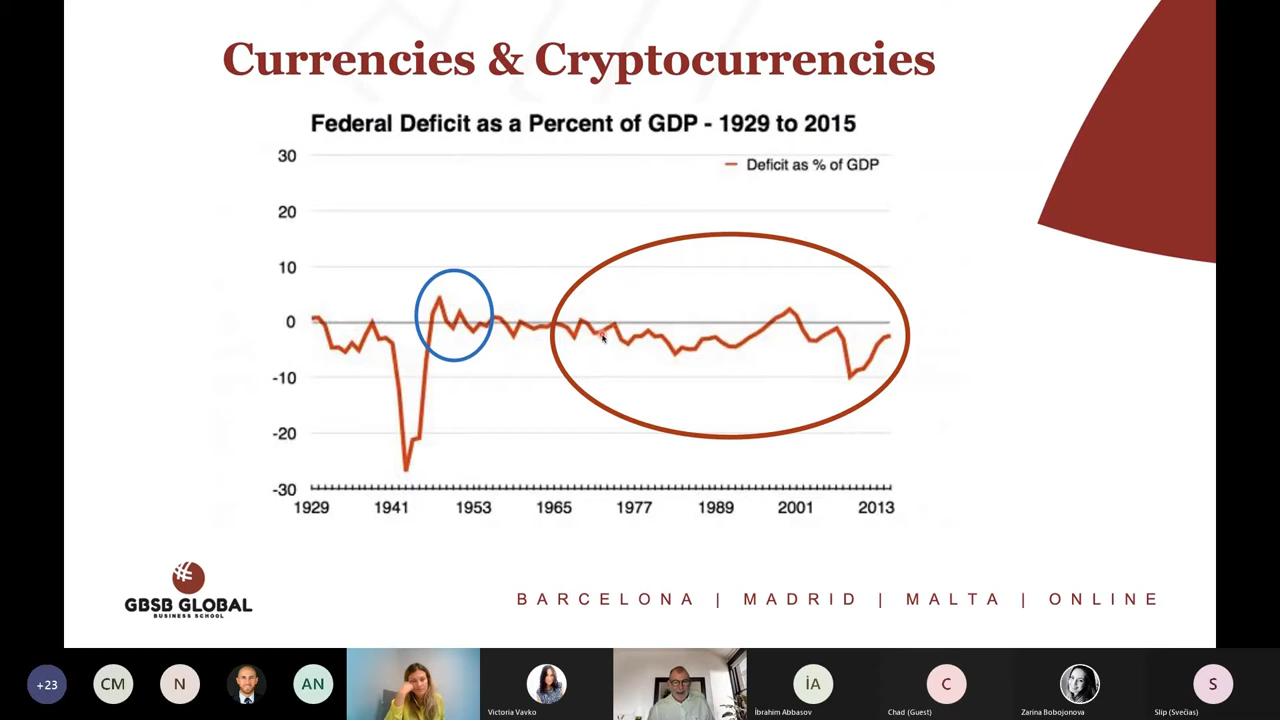 Currencies & Cryptocurrencies
Federal Deficit as a Percent of GDP - 1929 to 2015
Deficit as % of GDP
30
20
10
0
-10
-20
-30
1929 1941 1953 1965 1977 1989 2001 2013
GBSB GLOBAL
BUSINESS SCHOOL
BARCELONA | MADRID | MALTA | ONLINE
+23
CM
N
AN
Victoria Vavko
İA
İbrahim Abbasov
C
Chad (Guest)
Zarina Bobojonova
S
Slip (Svečias)